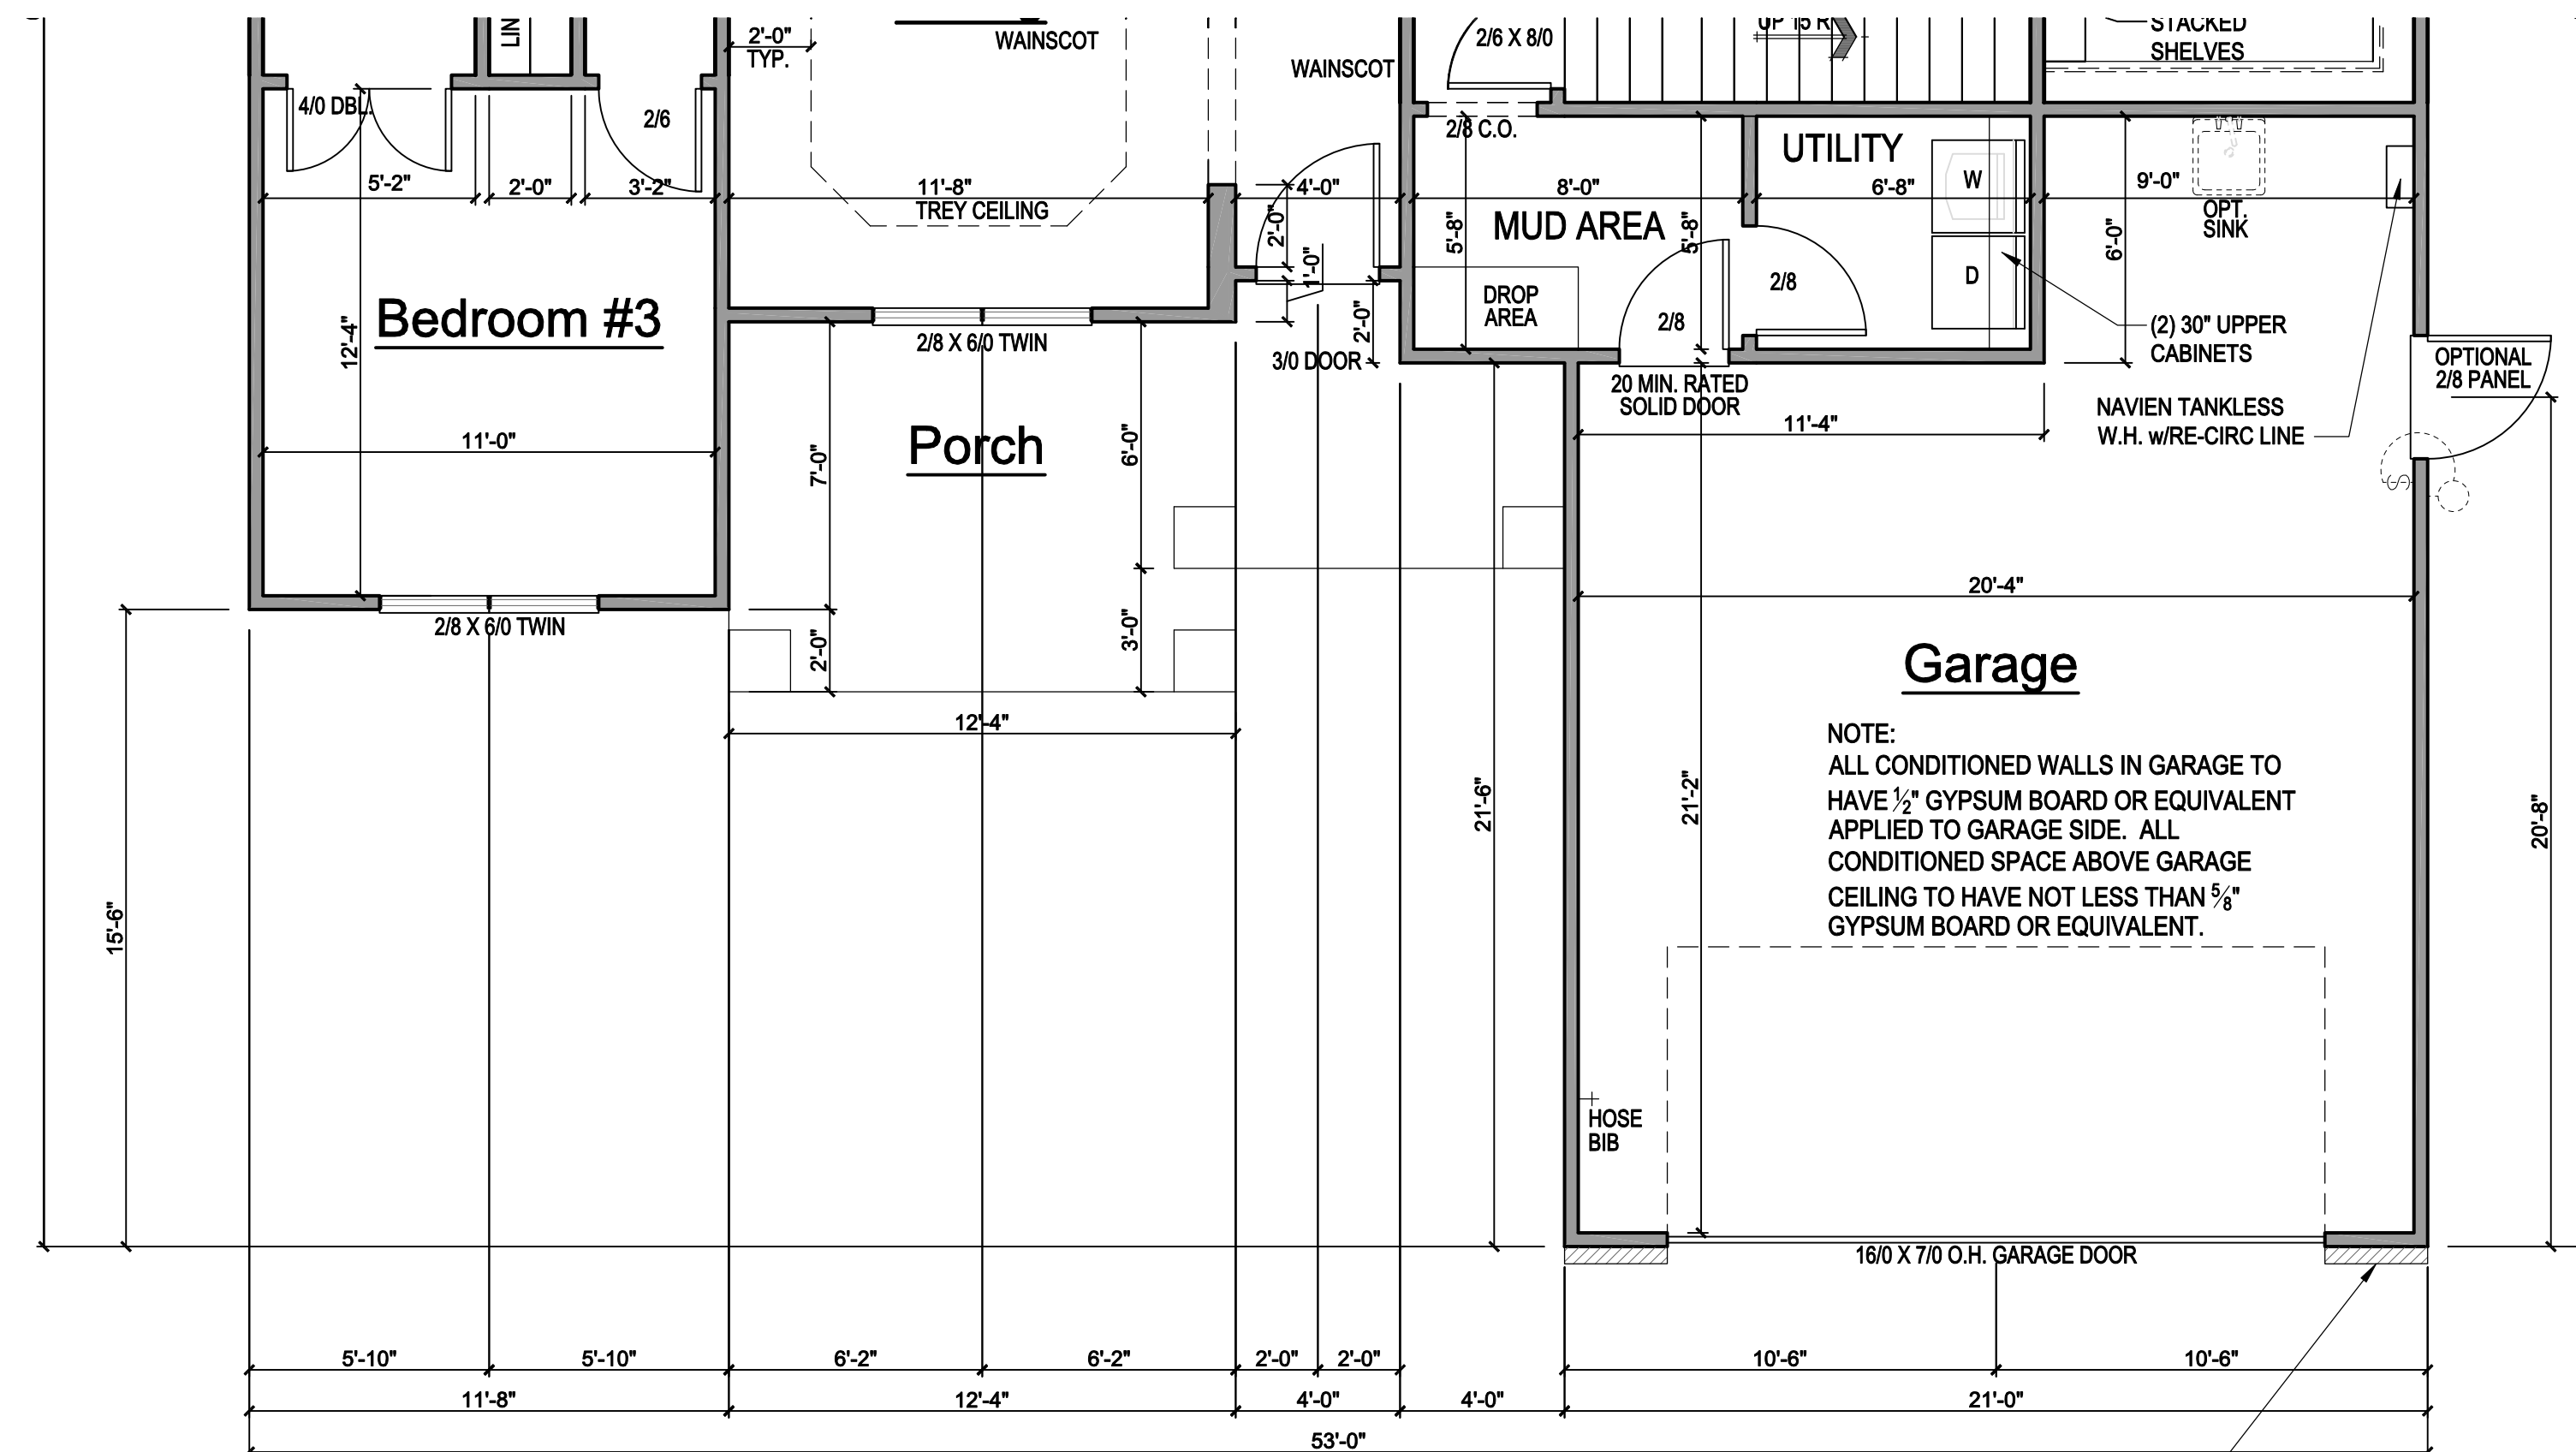 LIN
2'-0"
TYP.
WAINSCOT
WAINSCOT
2/6 X 8/0
UP 15 R
STACKED
SHELVES
4/0 DBL.
2/6
2/8 C.O.
UTILITY
5'-2"
2'-0"
3'-2"
11'-8"
TREY CEILING
4'-0"
8'-0"
6'-8"
9'-0"
W
D
OPT.
SINK
2'-0"
1'-0"
5'-8"
MUD AREA
5'-8"
6'-0"
DROP
AREA
2/8
2/8
Bedroom #3
12'-4"
2/8 X 6/0 TWIN
2'-0"
3/0 DOOR
(2) 30" UPPER
CABINETS
OPTIONAL
2/8 PANEL
20 MIN. RATED
SOLID DOOR
NAVIEN TANKLESS
W.H. w/RE-CIRC LINE
11'-0"
Porch
7'-0"
6'-0"
11'-4"
S
20'-4"
2/8 X 6/0 TWIN
2'-0"
3'-0"
Garage
12'-4"
NOTE:
ALL CONDITIONED WALLS IN GARAGE TO
HAVE ½" GYPSUM BOARD OR EQUIVALENT
APPLIED TO GARAGE SIDE. ALL
CONDITIONED SPACE ABOVE GARAGE
CEILING TO HAVE NOT LESS THAN ⅝"
GYPSUM BOARD OR EQUIVALENT.
15'-6"
21'-6"
21'-2"
20'-8"
HOSE
BIB
16/0 X 7/0 O.H. GARAGE DOOR
5'-10"
5'-10"
6'-2"
6'-2"
2'-0"
2'-0"
10'-6"
10'-6"
11'-8"
12'-4"
4'-0"
4'-0"
21'-0"
53'-0"